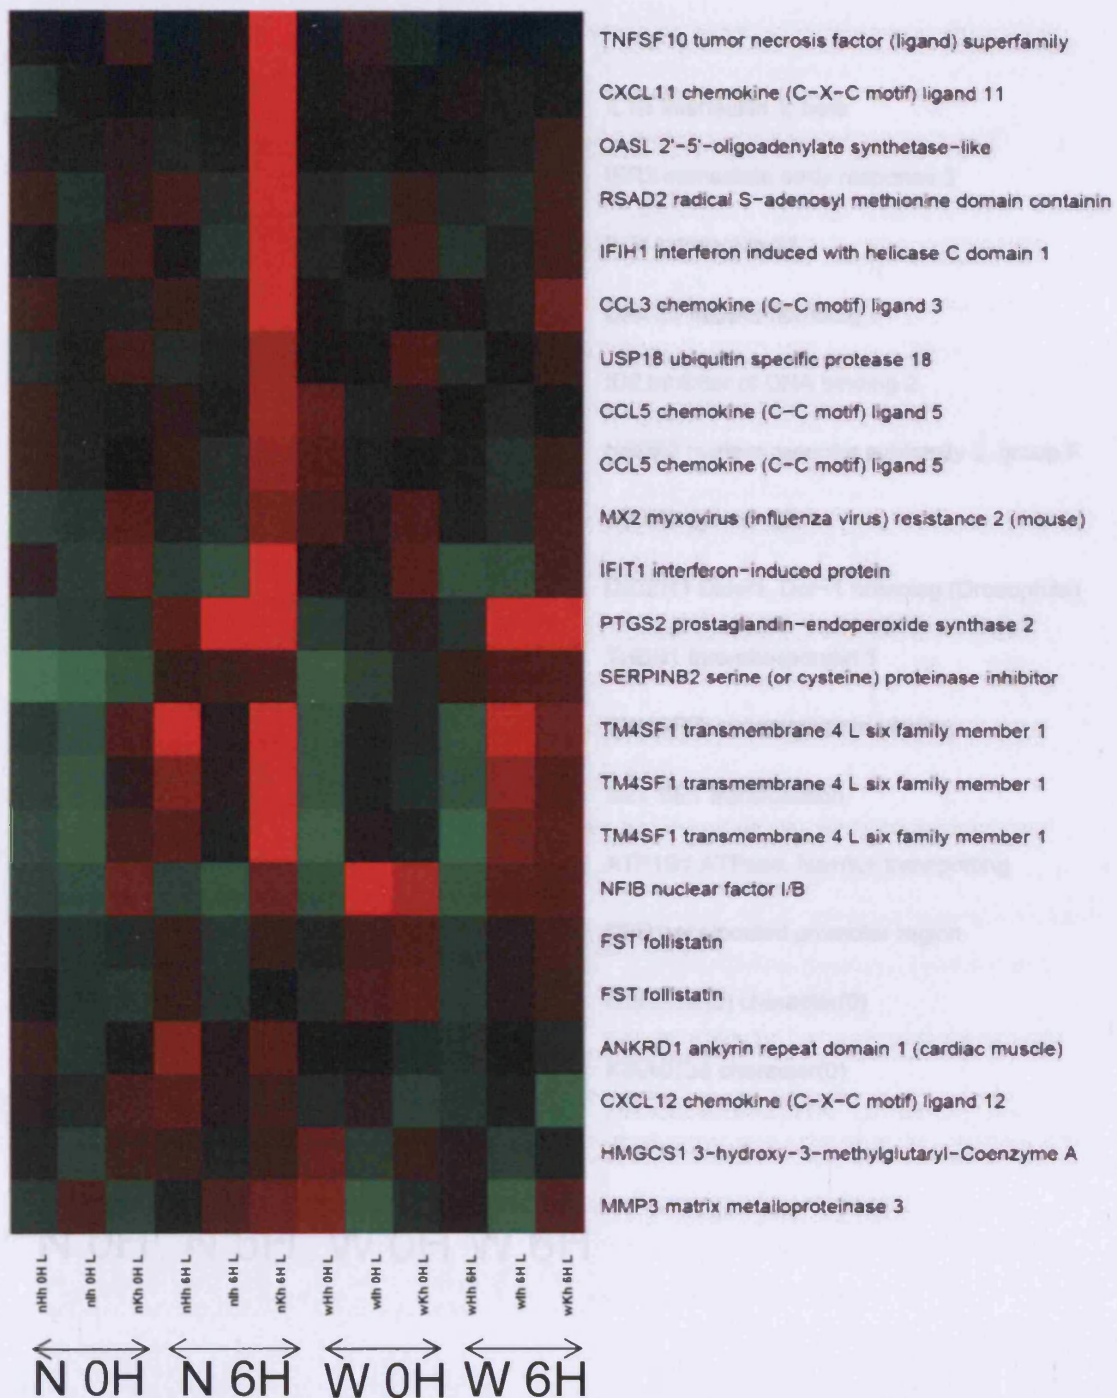 TNFSF10 tumor necrosis factor (ligand) superfamily
CXCL11 chemokine (C-X-C motif) ligand 11
OASL 2'-5'-oligoadenylate synthetase-like
RSAD2 radical S-adenosyl methionine domain containin
IFIH1 interferon induced with helicase C domain 1
CCL3 chemokine (C-C motif) ligand 3
USP18 ubiquitin specific protease 18
CCL5 chemokine (C-C motif) ligand 5
CCL5 chemokine (C-C motif) ligand 5
MX2 myxovirus (influenza virus) resistance 2 (mouse)
IFIT1 interferon-induced protein
PTGS2 prostaglandin-endoperoxide synthase 2
SERPINB2 serine (or cysteine) proteinase inhibitor
TM4SF1 transmembrane 4 L six family member 1
TM4SF1 transmembrane 4 L six family member 1
TM4SF1 transmembrane 4 L six family member 1
NFIB nuclear factor I/B
FST follistatin
FST follistatin
ANKRD1 ankyrin repeat domain 1 (cardiac muscle)
CXCL12 chemokine (C-X-C motif) ligand 12
HMGCS1 3-hydroxy-3-methylglutaryl-Coenzyme A
MMP3 matrix metalloproteinase 3
nHh 0H L
nIh 0H L
nKh 0H L
nHh 6H L
nIh 6H L
nKh 6H L
wHh 0H L
wIh 0H L
wKh 0H L
wHh 6H L
wIh 6H L
wKh 6H L
N 0H N 6H W 0H W 6H